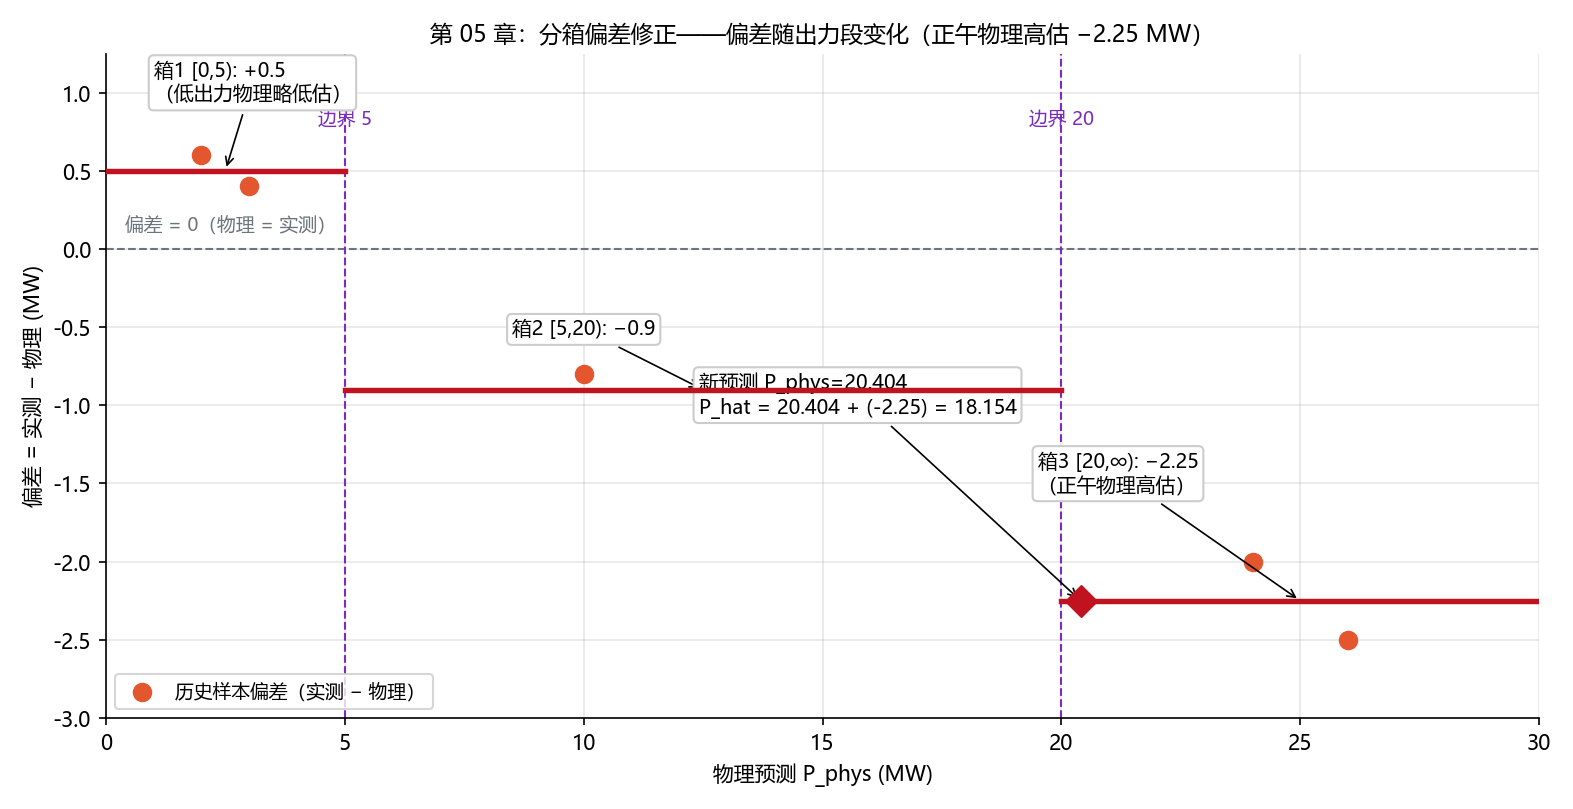 第 05 章：分箱偏差修正——偏差随出力段变化（正午物理高估 −2.25 MW）
箱1 [0,5): +0.5
（低出力物理略低估）
边界 5
边界 20
偏差 = 0（物理 = 实测）
箱2 [5,20): −0.9
新预测 P_phys=20.404
P_hat = 20.404 + (-2.25) = 18.154
箱3 [20,∞): −2.25
（正午物理高估）
历史样本偏差（实测 − 物理）
偏差 = 实测 − 物理 (MW)
1.0
0.5
0.0
-0.5
-1.0
-1.5
-2.0
-2.5
-3.0
0
5
10
15
20
25
30
物理预测 P_phys (MW)